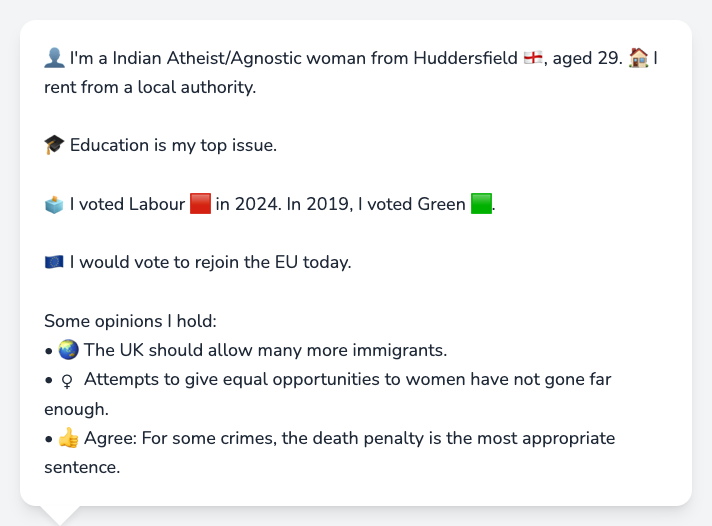 👤 I'm a Indian Atheist/Agnostic woman from Huddersfield 🏴󠁧󠁢󠁥󠁮󠁧󠁿, aged 29. 🏠 I
rent from a local authority.
🎓 Education is my top issue.
🗳️ I voted Labour 🟥 in 2024. In 2019, I voted Green 🟩.
🇪🇺 I would vote to rejoin the EU today.
Some opinions I hold:
• 🌏 The UK should allow many more immigrants.
• ♀ Attempts to give equal opportunities to women have not gone far
enough.
• 👍 Agree: For some crimes, the death penalty is the most appropriate
sentence.